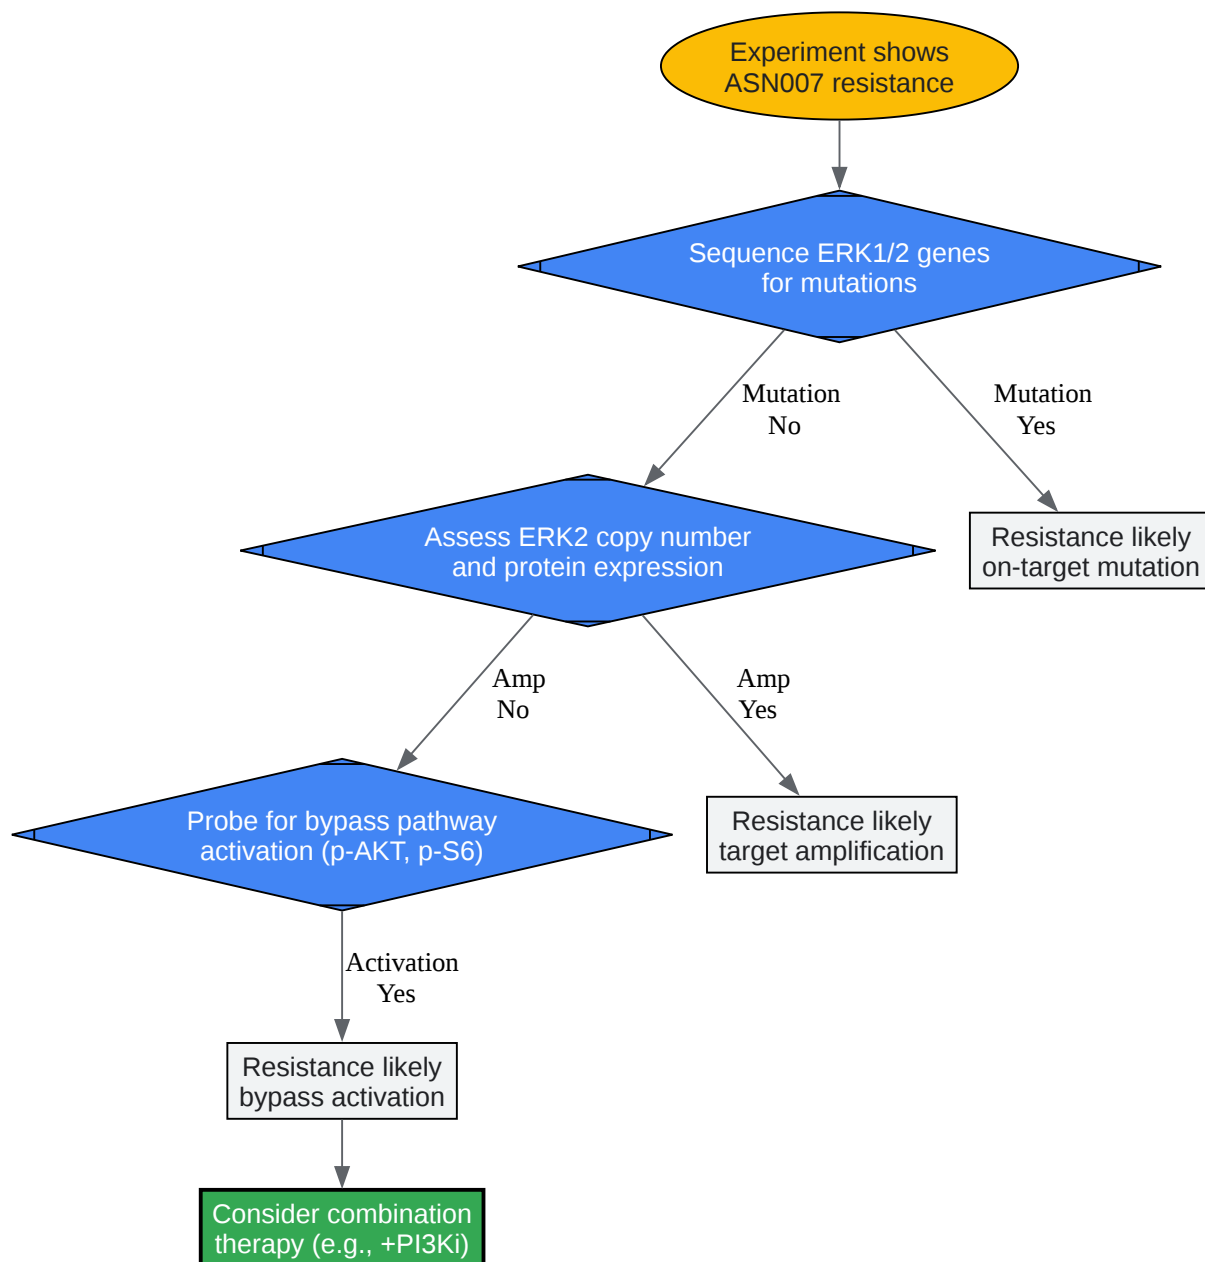 Experiment shows
ASN007 resistance
Sequence ERK1/2 genes
for mutations
Mutation
No
Mutation
Yes
Assess ERK2 copy number
and protein expression
Resistance likely
on-target mutation
Amp
No
Amp
Yes
Probe for bypass pathway
activation (p-AKT, p-S6)
Resistance likely
target amplification
Activation
Yes
Resistance likely
bypass activation
Consider combination
therapy (e.g., +PI3Ki)